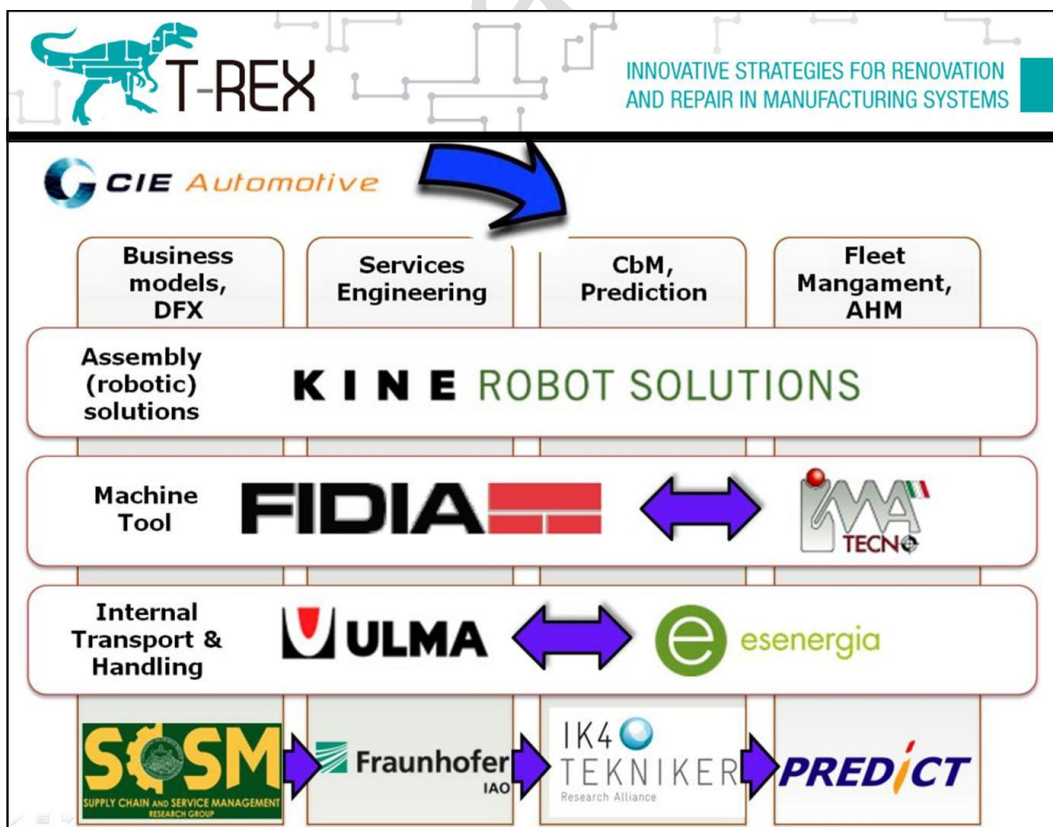 T-REX
INNOVATIVE STRATEGIES FOR RENOVATION
AND REPAIR IN MANUFACTURING SYSTEMS
CIE Automotive
Business
models,
DFX
Services
Engineering
CbM,
Prediction
Fleet
Mangament,
AHM
Assembly
(robotic)
solutions
KINE ROBOT SOLUTIONS
Machine
Tool
FIDIA
IMA
TECNO
Internal
Transport &
Handling
ULMA
e esenergia
SCSM
SUPPLY CHAIN AND SERVICE MANAGEMENT
RESEARCH GROUP
Fraunhofer
IAO
IK4
TEKNIKER
Research Alliance
PREDICT